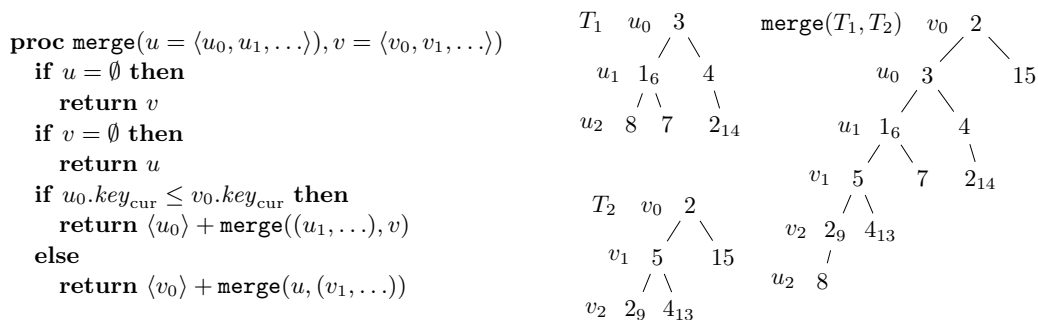 proc merge(u = ⟨u₀, u₁, …⟩), v = ⟨v₀, v₁, …⟩)
if u = ∅ then
return v
if v = ∅ then
return u
if u₀.key_cur ≤ v₀.key_cur then
return ⟨u₀⟩ + merge((u₁, …), v)
else
return ⟨v₀⟩ + merge(u, (v₁, …))
T₁ u₀ 3
u₁ 1₆ 4
u₂ 8 7 2₁₄
T₂ v₀ 2
v₁ 5 15
v₂ 2₉ 4₁₃
merge(T₁, T₂) v₀ 2
u₀ 3 15
u₁ 1₆ 4
v₁ 5 7 2₁₄
v₂ 2₉ 4₁₃
u₂ 8